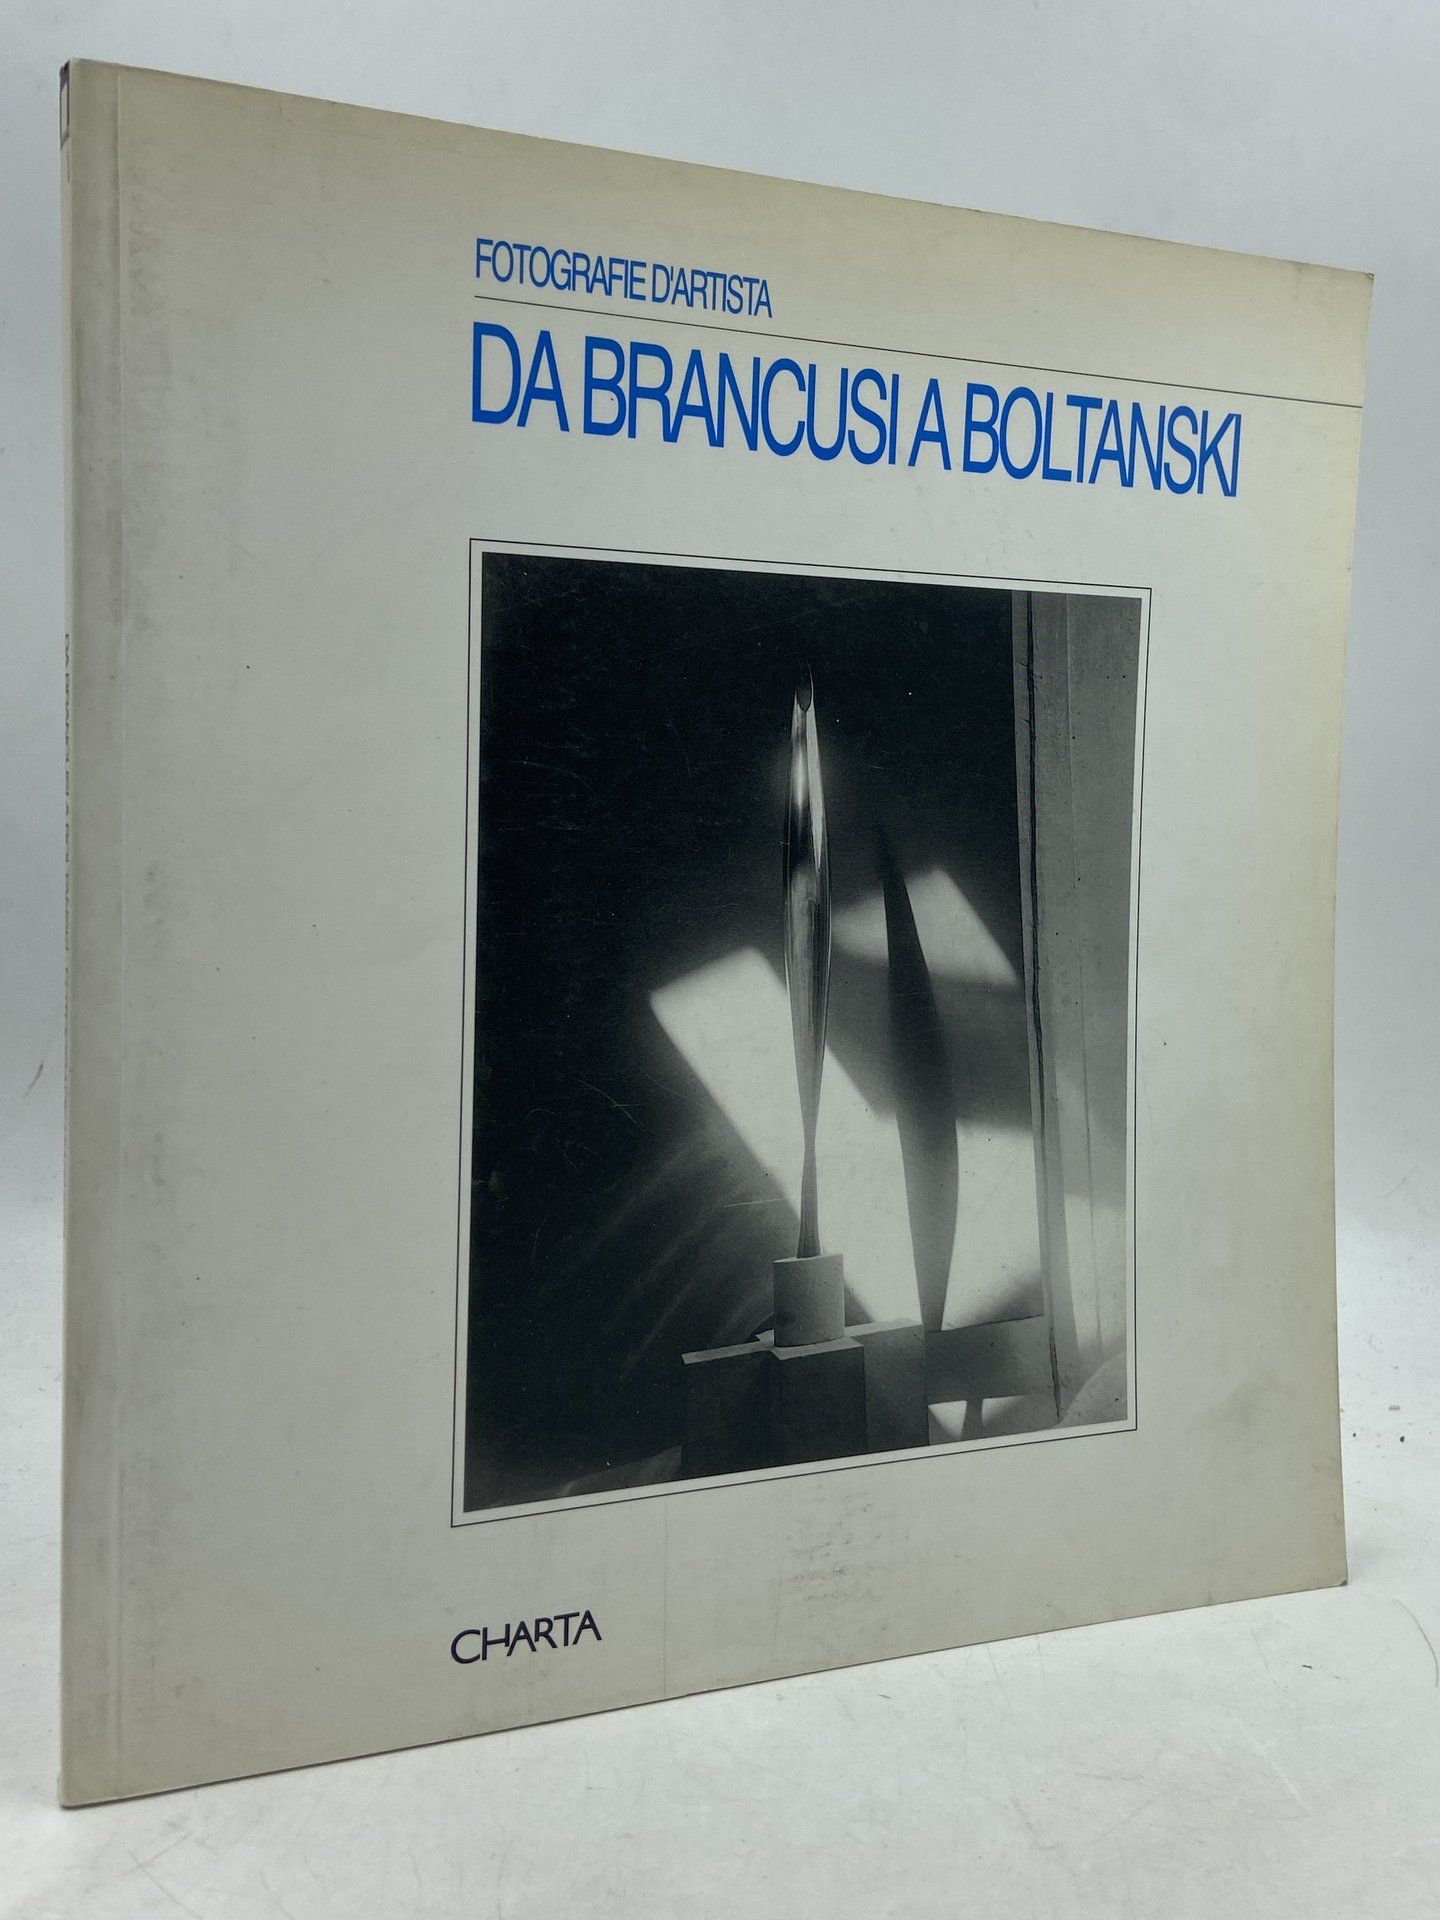 FOTOGRAFIE D'ARTISTA
DA BRANCUSI A BOLTANSKI
CHARTA